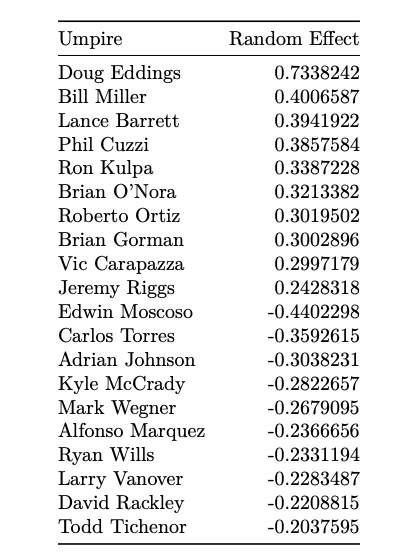 Umpire Random Effect
Doug Eddings 0.7338242
Bill Miller 0.4006587
Lance Barrett 0.3941922
Phil Cuzzi 0.3857584
Ron Kulpa 0.3387228
Brian O'Nora 0.3213382
Roberto Ortiz 0.3019502
Brian Gorman 0.3002896
Vic Carapazza 0.2997179
Jeremy Riggs 0.2428318
Edwin Moscoso -0.4402298
Carlos Torres -0.3592615
Adrian Johnson -0.3038231
Kyle McCrady -0.2822657
Mark Wegner -0.2679095
Alfonso Marquez -0.2366656
Ryan Wills -0.2331194
Larry Vanover -0.2283487
David Rackley -0.2208815
Todd Tichenor -0.2037595